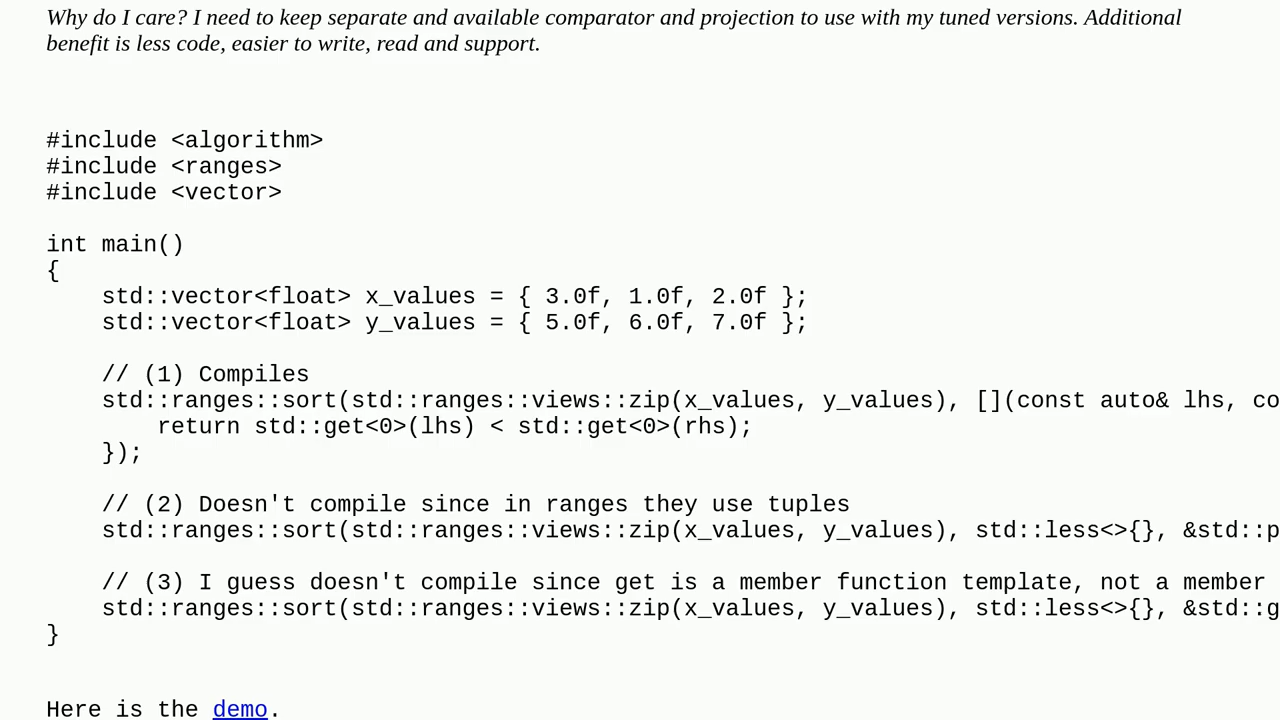 Why do I care? I need to keep separate and available comparator and projection to use with my tuned versions. Additional
benefit is less code, easier to write, read and support.
#include <algorithm>
#include <ranges>
#include <vector>
int main()
{
    std::vector<float> x_values = { 3.0f, 1.0f, 2.0f };
    std::vector<float> y_values = { 5.0f, 6.0f, 7.0f };
    // (1) Compiles
    std::ranges::sort(std::ranges::views::zip(x_values, y_values), [](const auto& lhs, co
        return std::get<0>(lhs) < std::get<0>(rhs);
    });
    // (2) Doesn't compile since in ranges they use tuples
    std::ranges::sort(std::ranges::views::zip(x_values, y_values), std::less<>{}, &std::p
    // (3) I guess doesn't compile since get is a member function template, not a member
    std::ranges::sort(std::ranges::views::zip(x_values, y_values), std::less<>{}, &std::g
}
Here is the demo.